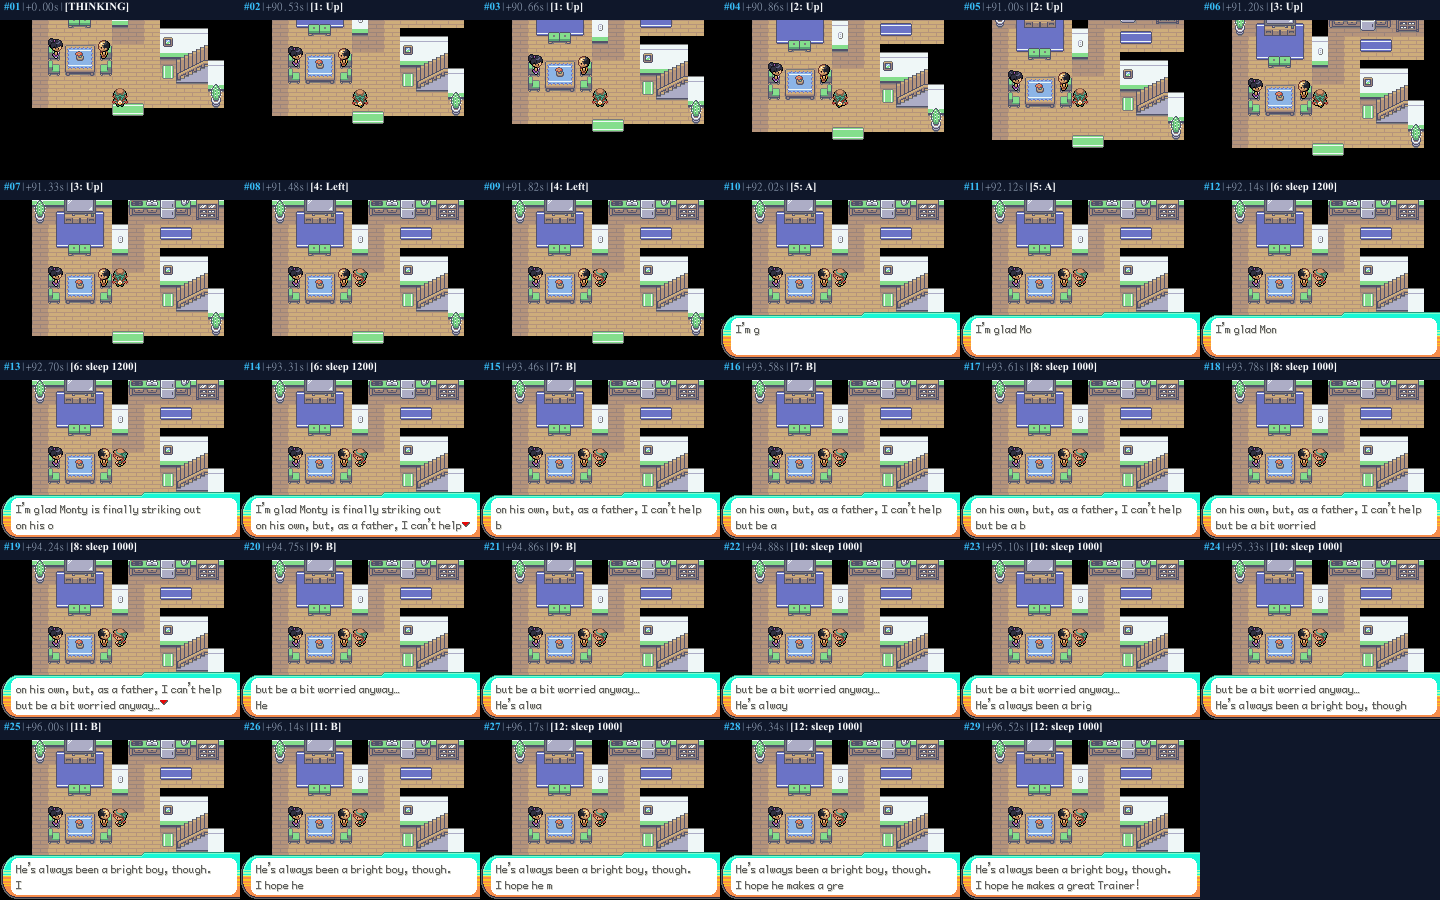 #01|+0.00s|[THINKING]
#02|+90.53s|[1: Up]
#03|+90.66s|[1: Up]
#04|+90.86s|[2: Up]
#05|+91.00s|[2: Up]
#06|+91.20s|[3: Up]
#07|+91.33s|[3: Up]
#08|+91.48s|[4: Left]
#09|+91.82s|[4: Left]
#10|+92.02s|[5: A]
I'm g
#11|+92.12s|[5: A]
I'm glad Mo
#12|+92.14s|[6: sleep 1200]
I'm glad Mon
#13|+92.70s|[6: sleep 1200]
I'm glad Monty is finally striking out
on his o
#14|+93.31s|[6: sleep 1200]
I'm glad Monty is finally striking out
on his own, but, as a father, I can't help
#15|+93.46s|[7: B]
on his own, but, as a father, I can't help
b
#16|+93.58s|[7: B]
on his own, but, as a father, I can't help
but be a
#17|+93.61s|[8: sleep 1000]
on his own, but, as a father, I can't help
but be a b
#18|+93.78s|[8: sleep 1000]
on his own, but, as a father, I can't help
but be a bit worried
#19|+94.24s|[8: sleep 1000]
on his own, but, as a father, I can't help
but be a bit worried anyway…
#20|+94.75s|[9: B]
but be a bit worried anyway…
He
#21|+94.86s|[9: B]
but be a bit worried anyway…
He's alwa
#22|+94.88s|[10: sleep 1000]
but be a bit worried anyway…
He's alway
#23|+95.10s|[10: sleep 1000]
but be a bit worried anyway…
He's always been a brig
#24|+95.33s|[10: sleep 1000]
but be a bit worried anyway…
He's always been a bright boy, though
#25|+96.00s|[11: B]
He's always been a bright boy, though.
I
#26|+96.14s|[11: B]
He's always been a bright boy, though.
I hope he
#27|+96.17s|[12: sleep 1000]
He's always been a bright boy, though.
I hope he m
#28|+96.34s|[12: sleep 1000]
He's always been a bright boy, though.
I hope he makes a gre
#29|+96.52s|[12: sleep 1000]
He's always been a bright boy, though.
I hope he makes a great Trainer!